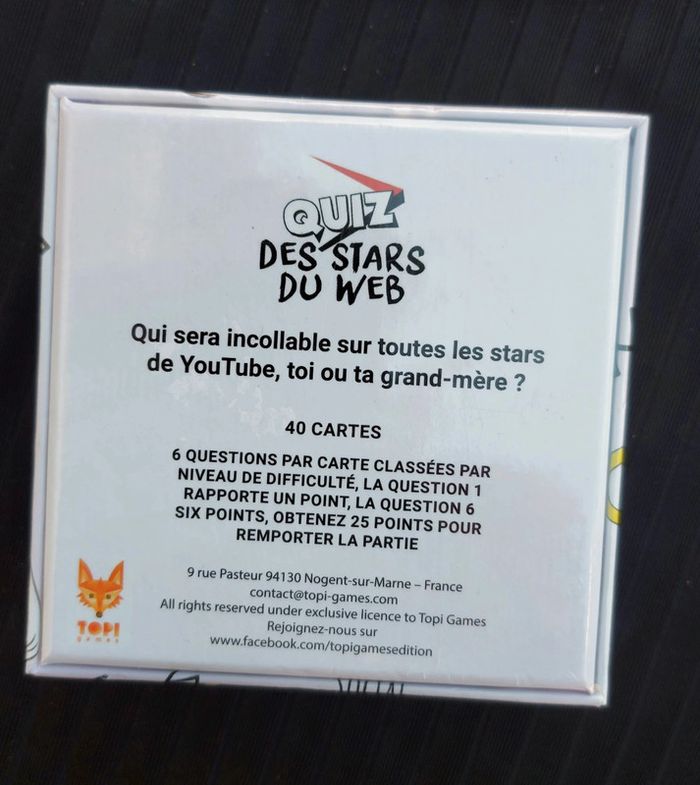 QUIZ
DES STARS
DU WEB
Qui sera incollable sur toutes les stars
de YouTube, toi ou ta grand-mère ?
40 CARTES
6 QUESTIONS PAR CARTE CLASSÉES PAR
NIVEAU DE DIFFICULTÉ, LA QUESTION 1
RAPPORTE UN POINT, LA QUESTION 6
SIX POINTS, OBTENEZ 25 POINTS POUR
REMPORTER LA PARTIE
9 rue Pasteur 94130 Nogent-sur-Marne – France
contact@topi-games.com
All rights reserved under exclusive licence to Topi Games
Rejoignez-nous sur
www.facebook.com/topigamesedition
TOPI
games